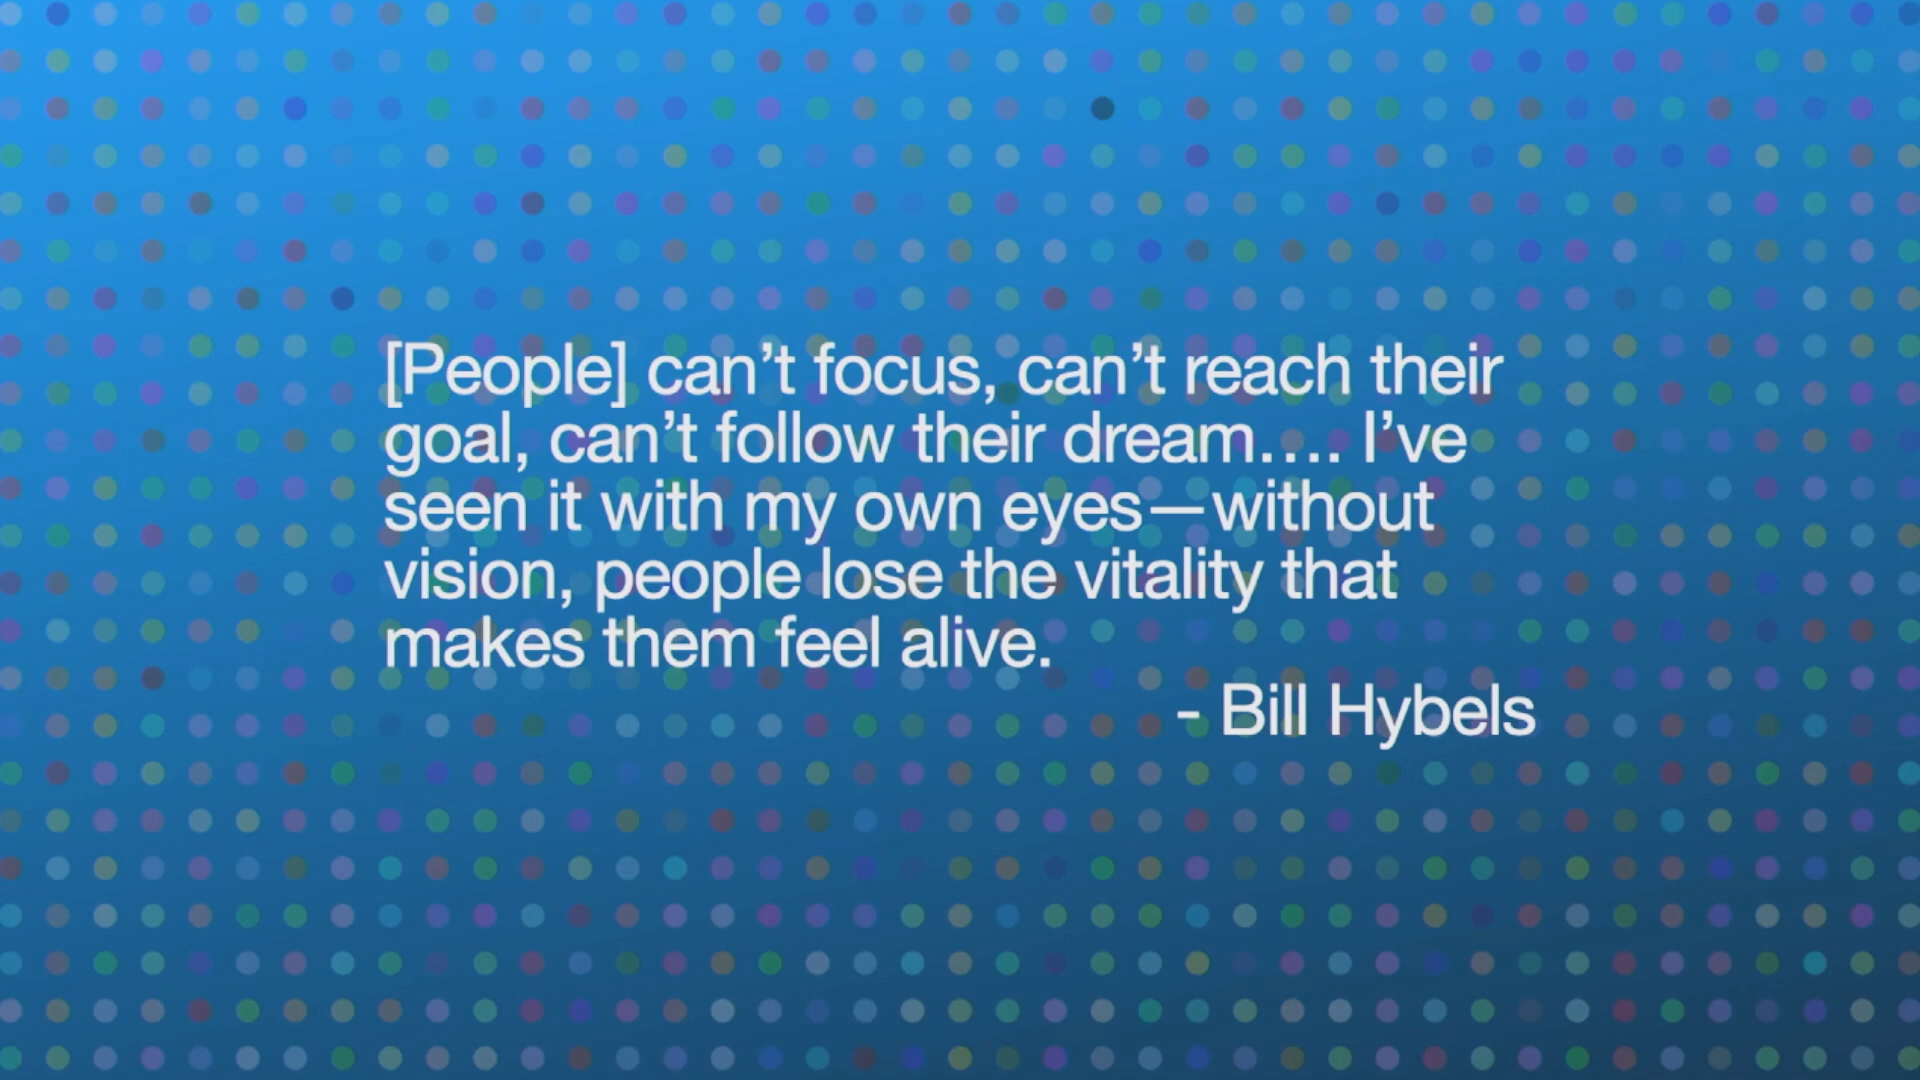 [People] can’t focus, can’t reach their
goal, can’t follow their dream…. I’ve
seen it with my own eyes—without
vision, people lose the vitality that
makes them feel alive.
- Bill Hybels